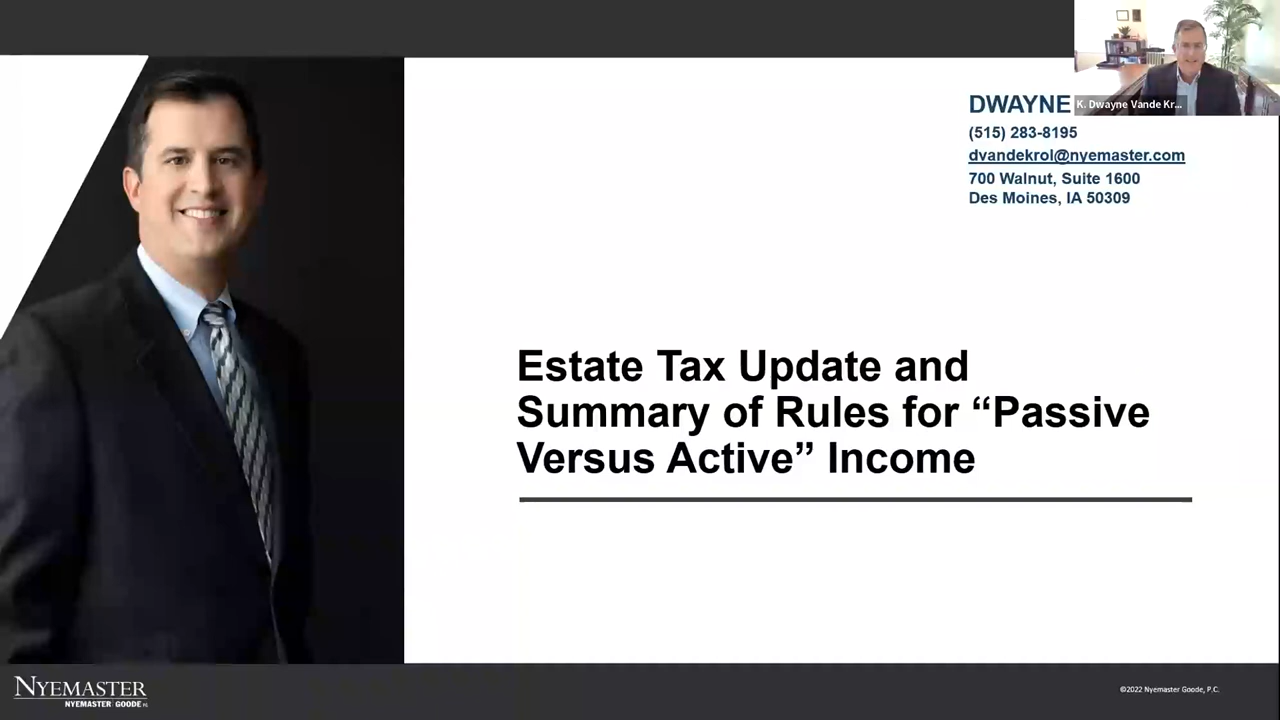 K. Dwayne Vande Kr...
DWAYNE
(515) 283-8195
dvandekrol@nyemaster.com
700 Walnut, Suite 1600
Des Moines, IA 50309
Estate Tax Update and
Summary of Rules for “Passive
Versus Active” Income
NYEMASTER
NYEMASTER GOODE P.C.
©2022 Nyemaster Goode, P.C.